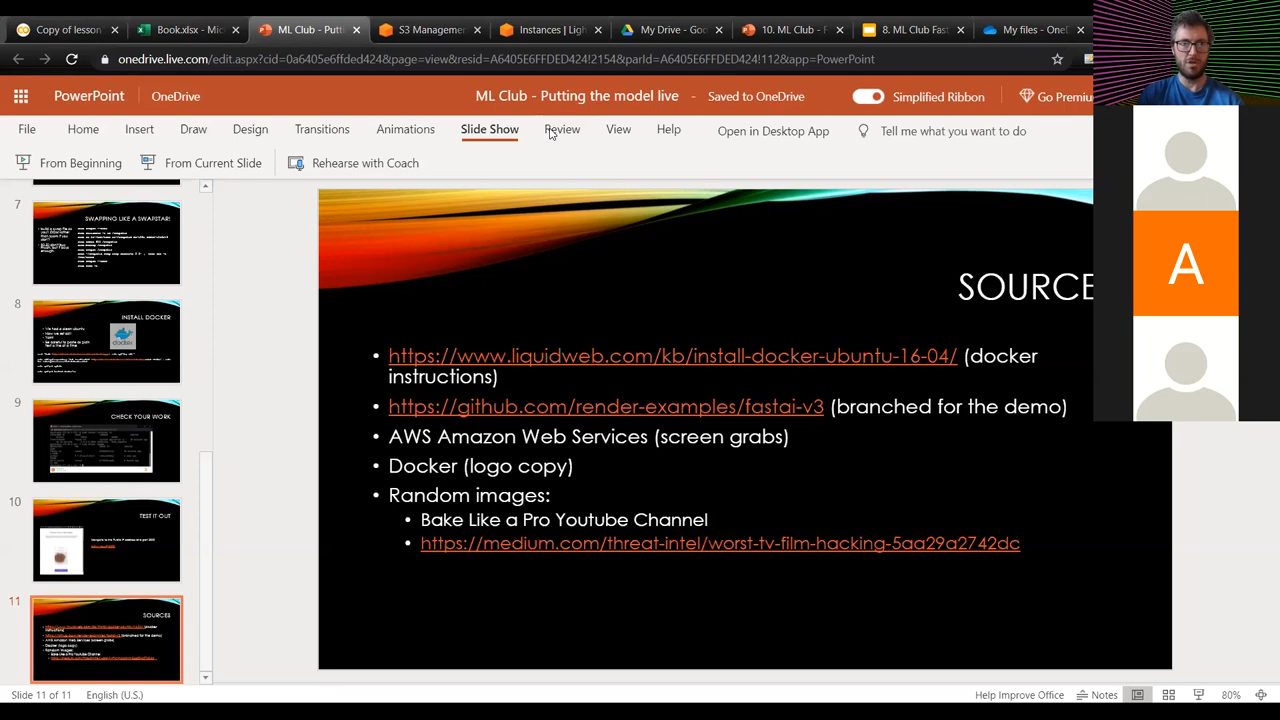 Copy of lesson
Book.xlsx - Mic
ML Club - Putti
S3 Manageme
Instances | Ligh
My Drive - Goo
10. ML Club - F
8. ML Club Fas
My files - OneD
onedrive.live.com/edit.aspx?cid=0a6405e6ffded424&page=view&re
parId=A6405E6FFDED424!112&app=PowerPoint
PowerPoint
OneDrive
ML Club - Putting the model live - Saved to OneDrive
Simplified Ribbon
Go Premiu
File
Home
Insert
Draw
Design
Transitions
Animations
Slide Show
Review
View
Help
Open in Desktop App
Tell me what you want to do
From Beginning
From Current Slide
Rehearse with Coach
7
SWAPPING LIKE A SWAPSTAR!
8
INSTALL DOCKER
docker
9
CHECK YOUR WORK
10
TEST IT OUT
11
SOURCES
SOURCE
• https://www.liquidweb.com/kb/install-docker-ubuntu-16-04/ (docker
instructions)
• https://github.com/render-examples/fastai-v3 (branched for the demo)
• AWS Amazon Web Services (screen grabs)
• Docker (logo copy)
• Random images:
• Bake Like a Pro Youtube Channel
• https://medium.com/threat-intel/worst-tv-film-hacking-5aa29a2742dc
A
Slide 11 of 11
English (U.S.)
Help Improve Office
Notes
80%